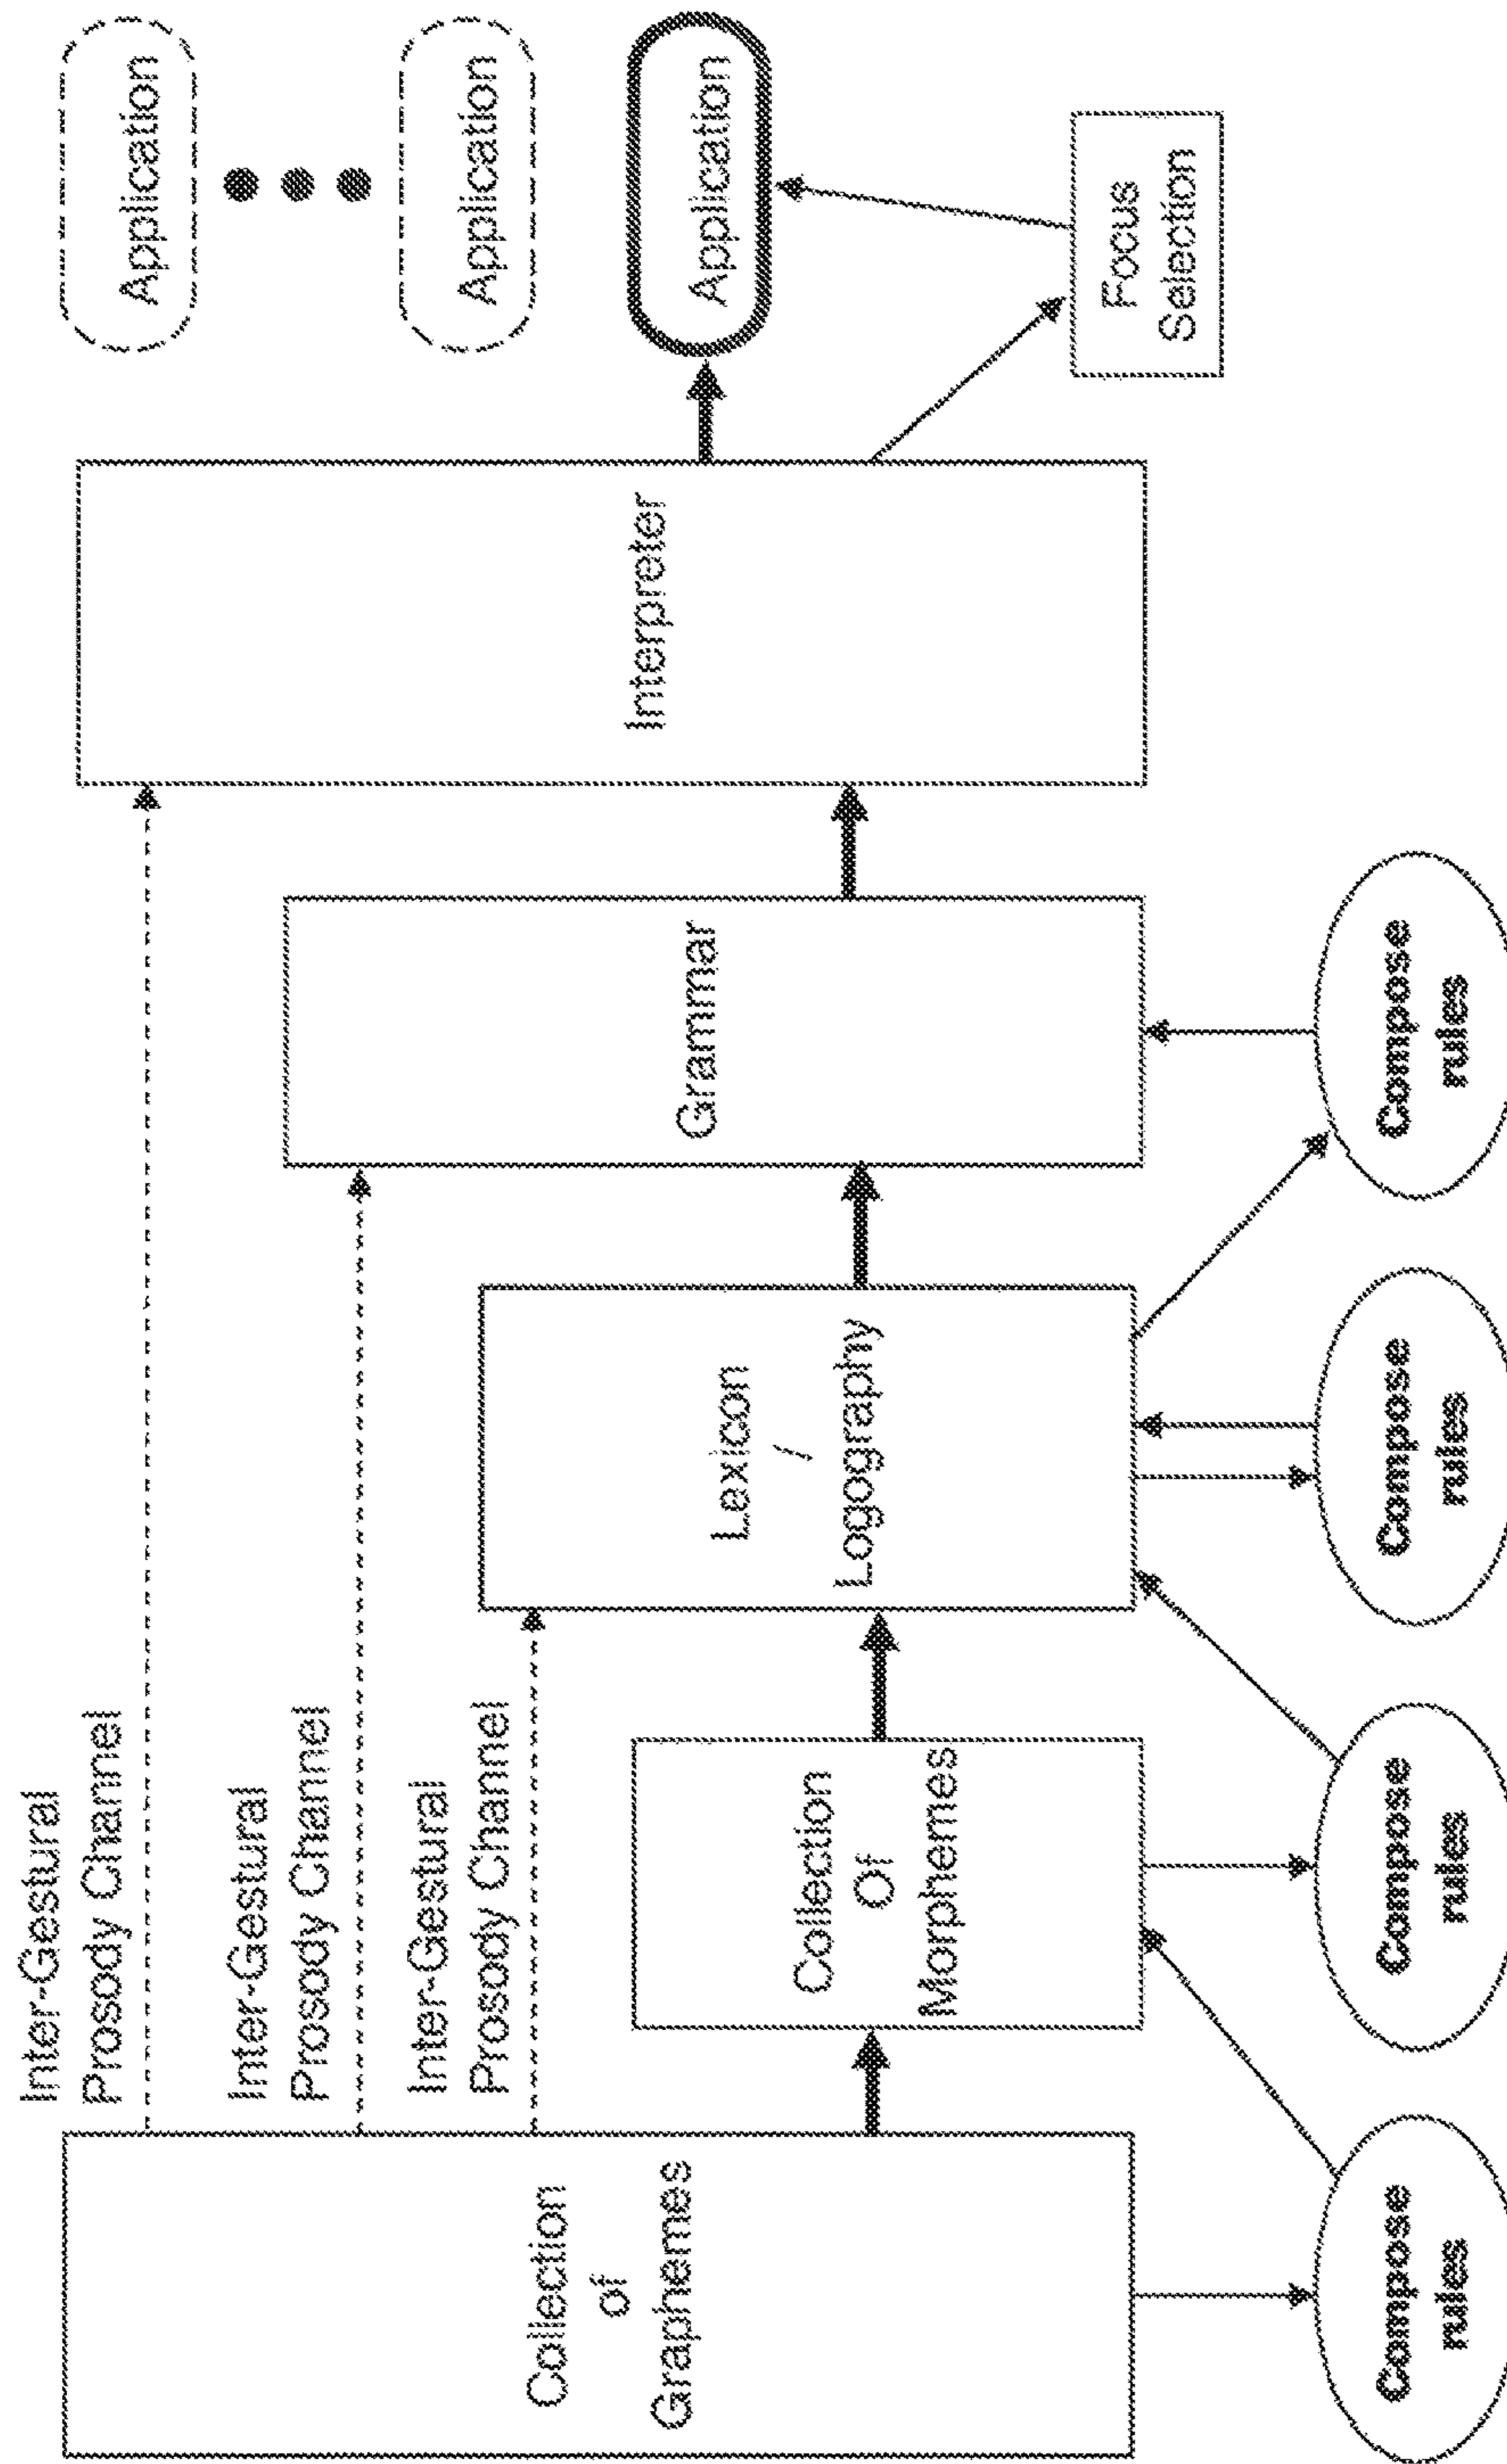 Inter-Gestural
Prosody Channel
Inter-Gestural
Prosody Channel
Inter-Gestural
Prosody Channel
Collection
of
Graphemes
Collection
Of
Morphemes
Lexicon
/
Logography
Grammar
Interpreter
Application
Application
Application
Focus
Selection
Compose
rules
Compose
rules
Compose
rules
Compose
rules